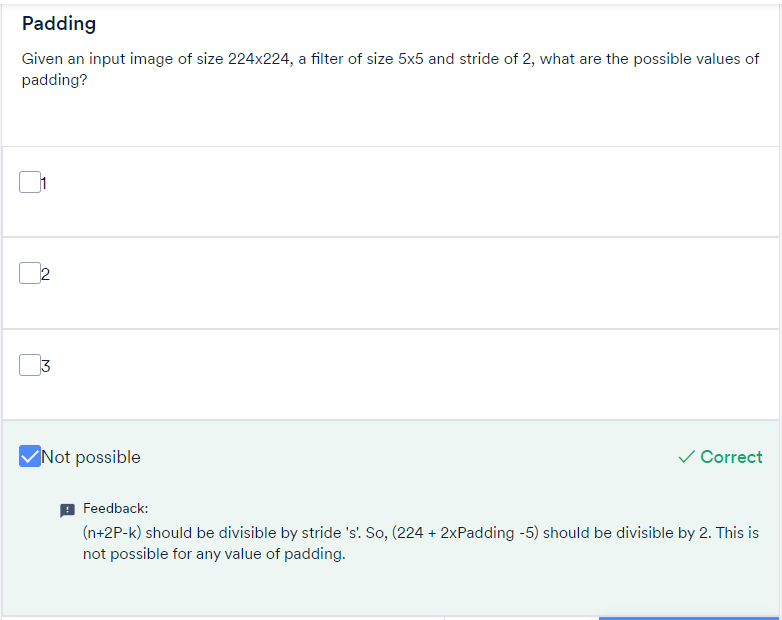 Padding
Given an input image of size 224x224, a filter of size 5x5 and stride of 2, what are the possible values of
padding?
1
2
3
Not possible
Correct
Feedback:
(n+2P-k) should be divisible by stride 's'. So, (224 + 2xPadding -5) should be divisible by 2. This is
not possible for any value of padding.